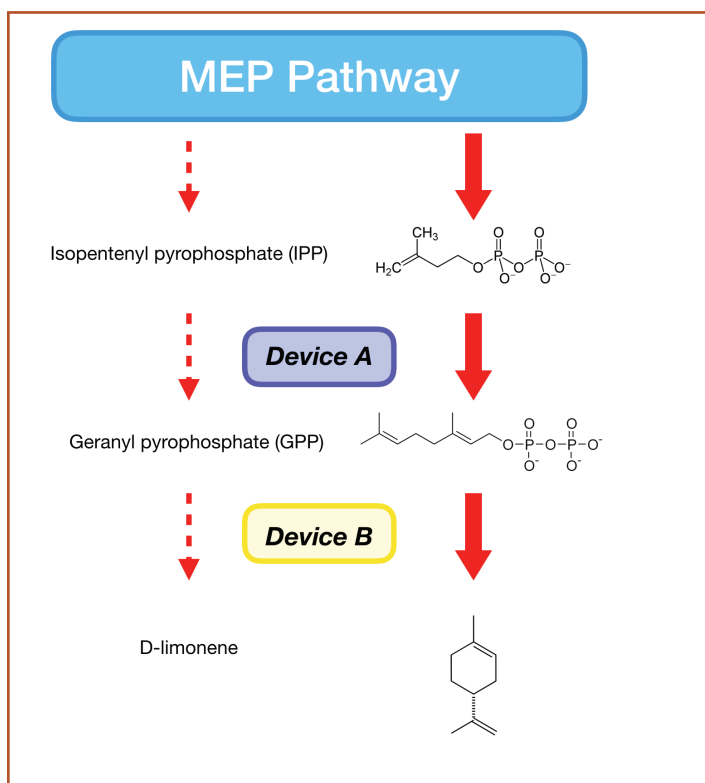 MEP Pathway
Isopentenyl pyrophosphate (IPP)
CH₃
H₂C
O
P
O
P
O
O
O⁻
O⁻
O⁻
Device A
Geranyl pyrophosphate (GPP)
O
O
O
P
O
P
O⁻
O⁻
O⁻
Device B
D-limonene